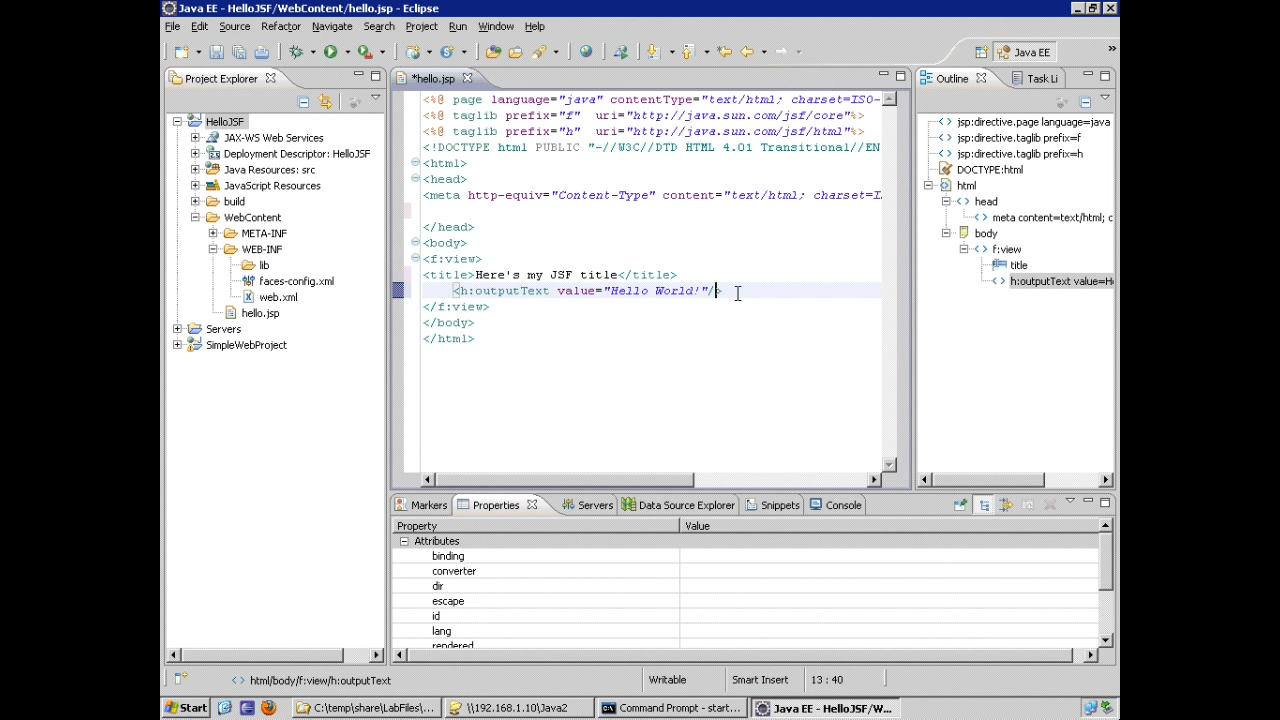 Java EE - HelloJSF/WebContent/hello.jsp - Eclipse
File Edit Source Refactor Navigate Search Project Run Window Help
Java EE
Project Explorer
HelloJSF
JAX-WS Web Services
Deployment Descriptor: HelloJSF
Java Resources: src
JavaScript Resources
build
WebContent
META-INF
WEB-INF
lib
faces-config.xml
web.xml
hello.jsp
Servers
SimpleWebProject
*hello.jsp
<%@ page language="java" contentType="text/html; charset=ISO-
<%@ taglib prefix="f" uri="http://java.sun.com/jsf/core"%>
<%@ taglib prefix="h" uri="http://java.sun.com/jsf/html"%>
<!DOCTYPE html PUBLIC "-//W3C//DTD HTML 4.01 Transitional//EN
<html>
<head>
<meta http-equiv="Content-Type" content="text/html; charset=I
</head>
<body>
<f:view>
<title>Here's my JSF title</title>
<h:outputText value="Hello World!"/>
</f:view>
</body>
</html>
Outline Task Li
jsp:directive.page language=java
jsp:directive.taglib prefix=f
jsp:directive.taglib prefix=h
DOCTYPE:html
html
head
meta content=text/html; c
body
f:view
title
h:outputText value=He
Markers Properties Servers Data Source Explorer Snippets Console
Property Value
Attributes
binding
converter
dir
escape
id
lang
rendered
html/body/f:view/h:outputText Writable Smart Insert 13 : 40
Start C:\temp\share\LabFiles\... \\192.168.1.10\Java2 Command Prompt - start... Java EE - HelloJSF/W...